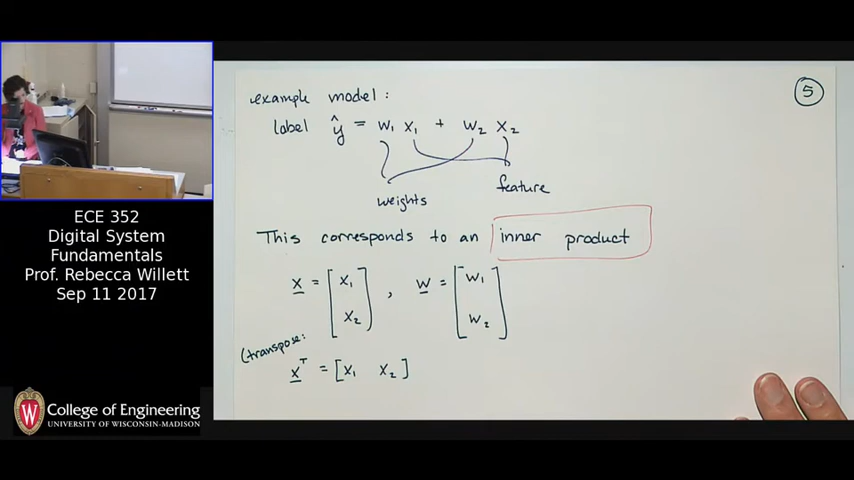 example model:
label ŷ = w₁ x₁ + w₂ x₂
weights
feature
This corresponds to an inner product
x = [x₁ x₂], w = [w₁ w₂]
(transpose:
xᵀ = [x₁ x₂]
5
ECE 352
Digital System
Fundamentals
Prof. Rebecca Willett
Sep 11 2017
College of Engineering
UNIVERSITY OF WISCONSIN-MADISON